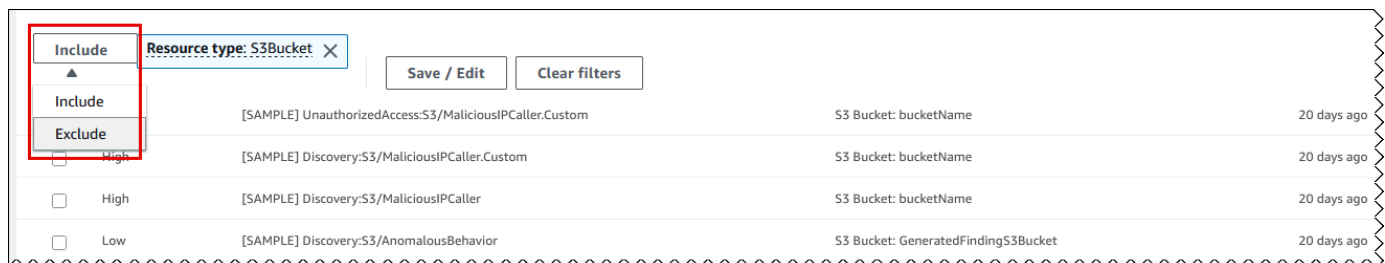 Include
Resource type: S3Bucket
Save / Edit
Clear filters
Include
Exclude
[SAMPLE] UnauthorizedAccess:S3/MaliciousIPCaller.Custom S3 Bucket: bucketName 20 days ago
High [SAMPLE] Discovery:S3/MaliciousIPCaller.Custom S3 Bucket: bucketName 20 days ago
High [SAMPLE] Discovery:S3/MaliciousIPCaller S3 Bucket: bucketName 20 days ago
Low [SAMPLE] Discovery:S3/AnomalousBehavior S3 Bucket: GeneratedFindingS3Bucket 20 days ago